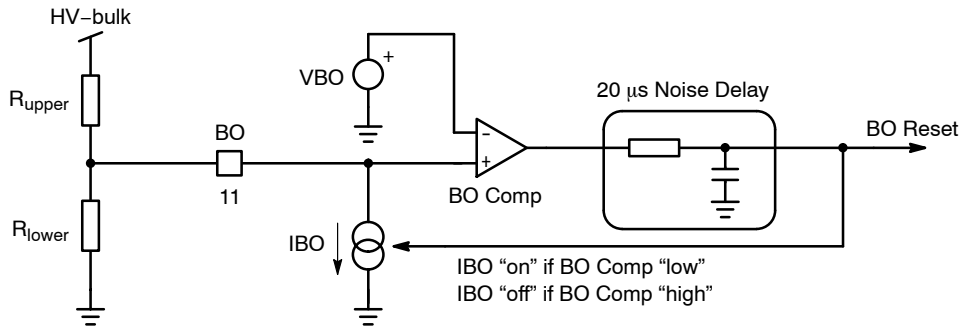 HV−bulk
Rupper
VBO
+
20 μs Noise Delay
BO
BO Reset
−
+
11
BO Comp
Rlower
IBO
IBO “on” if BO Comp “low”
IBO “off” if BO Comp “high”